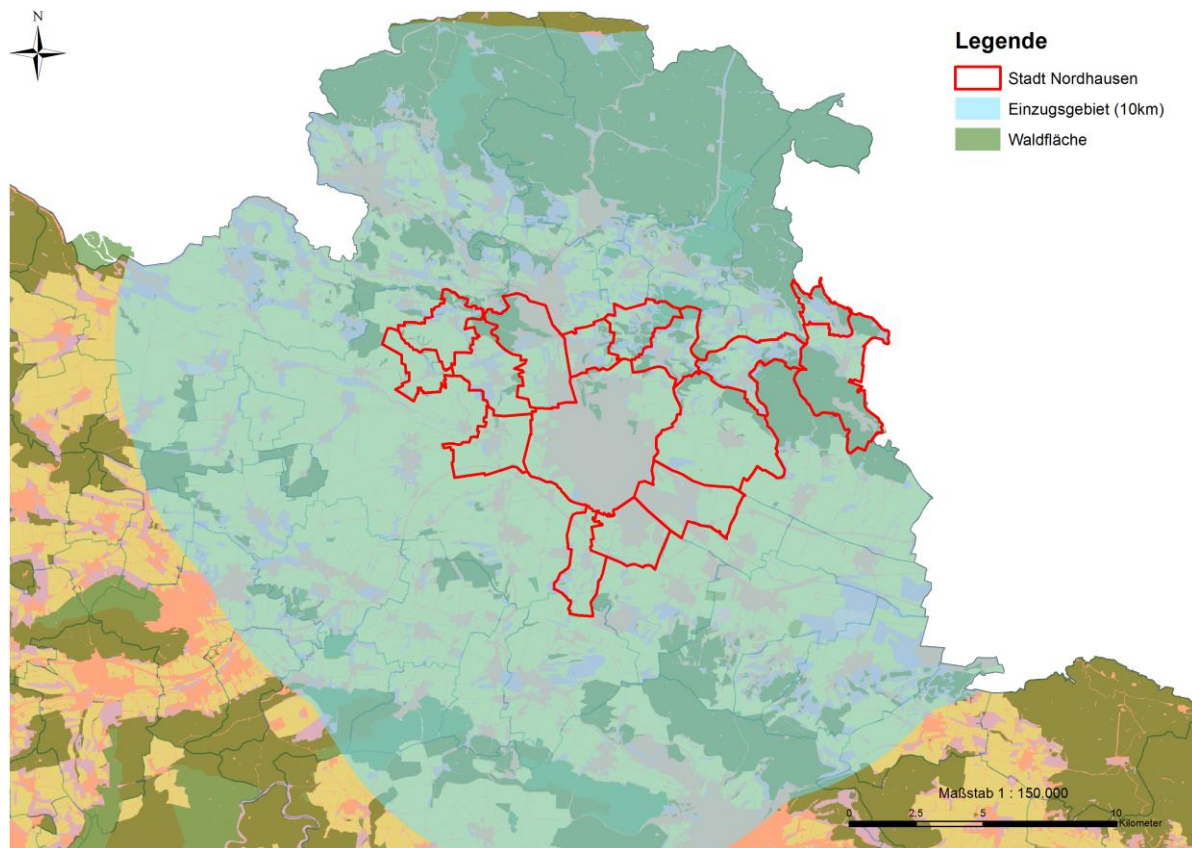 N
Legende
Stadt Nordhausen
Einzugsgebiet (10km)
Waldfläche
Maßstab 1 : 150.000
0 2.5 5 10
Kilometer